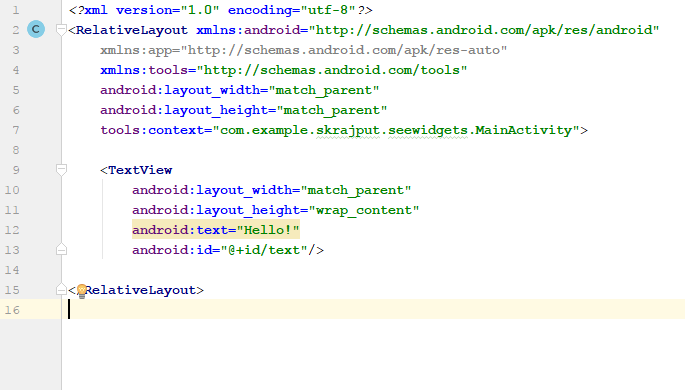 1 <?xml version="1.0" encoding="utf-8"?>
2 C <RelativeLayout xmlns:android="http://schemas.android.com/apk/res/android"
3 xmlns:app="http://schemas.android.com/apk/res-auto"
4 xmlns:tools="http://schemas.android.com/tools"
5 android:layout_width="match_parent"
6 android:layout_height="match_parent"
7 tools:context="com.example.skrajput.seewidgets.MainActivity">
8
9 <TextView
10 android:layout_width="match_parent"
11 android:layout_height="wrap_content"
12 android:text="Hello!"
13 android:id="@+id/text"/>
14
15 </RelativeLayout>
16